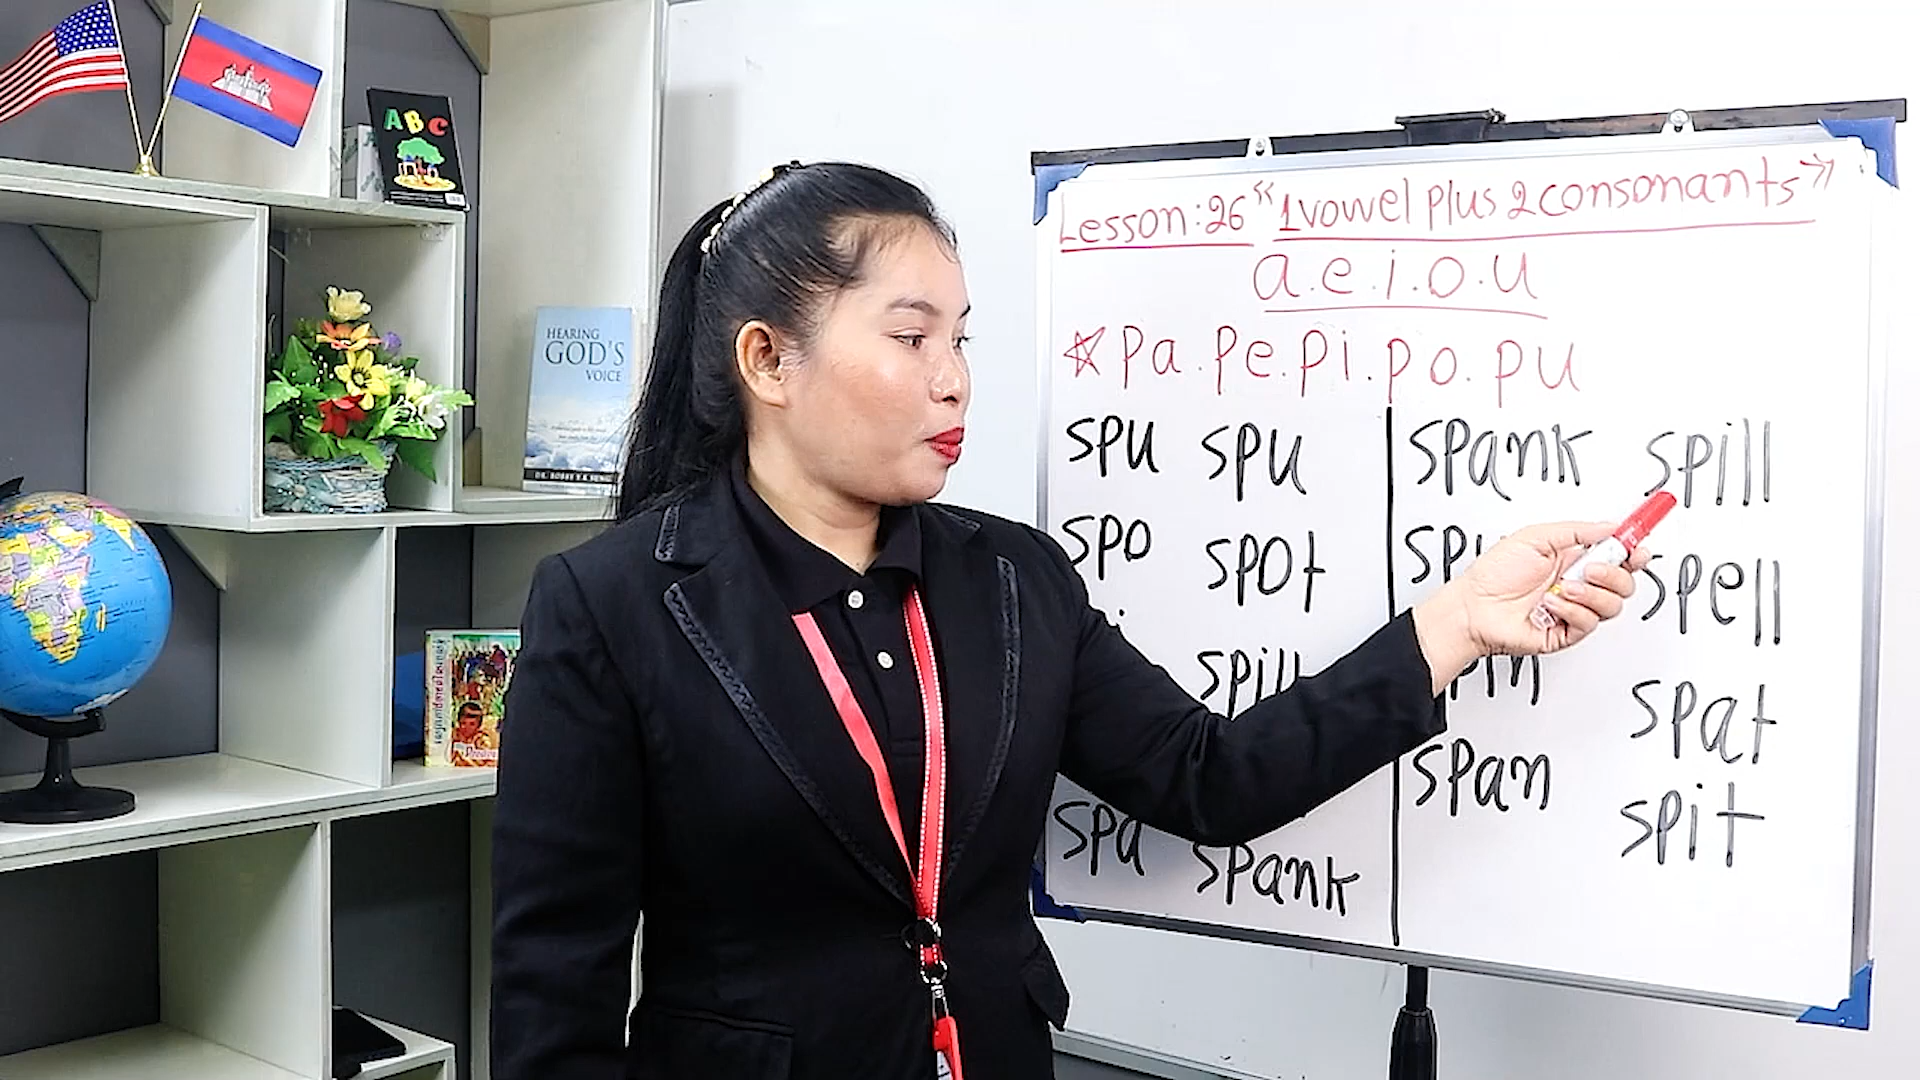 ABC
HEARING
GOD'S
VOICE
Lesson: 26 "1 vowel plus 2 consonants"
a.e.i.o.u
pa.pe.pi.po.pu
spu spu spank spill
spo spot spell
spill spat
span
spit
spa spank